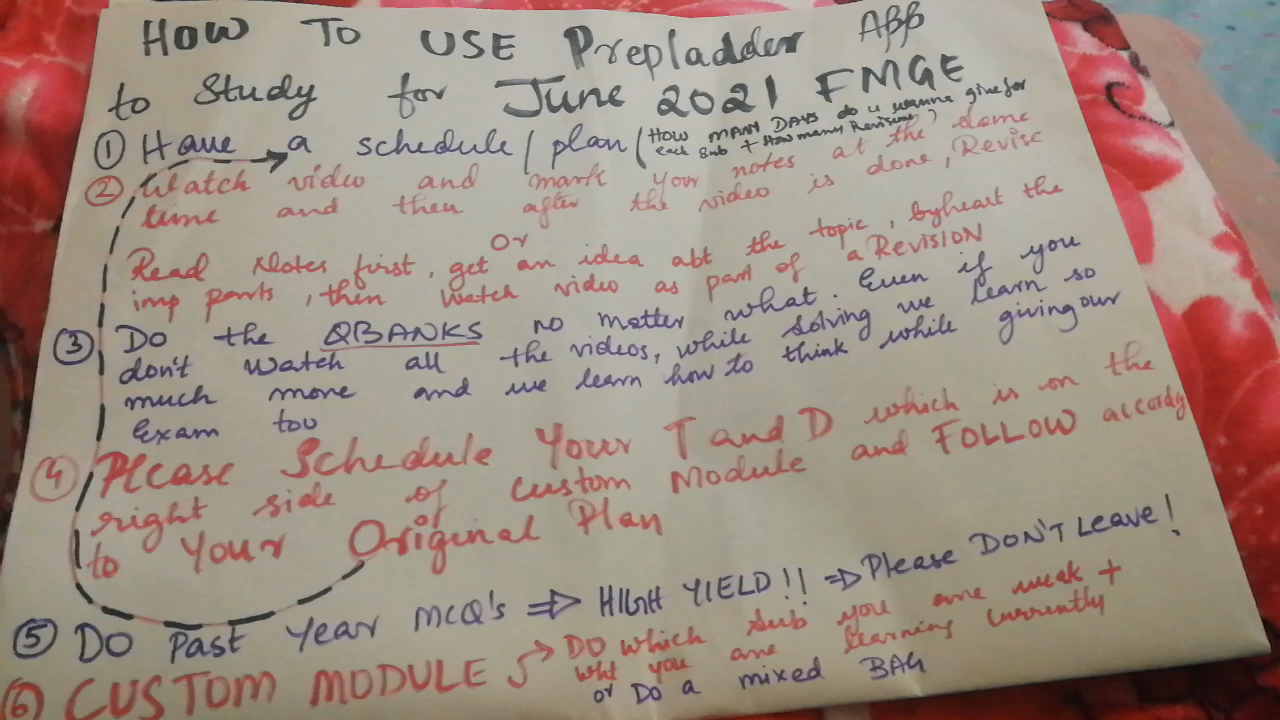 HOW TO USE Prepladder App
to Study for June 2021 FMGE
① Have a schedule / plan (HOW MANY DAYS do u wanna give for
each Sub + How many Revisions)
② Watch video and mark your notes at the same
time and then after the video is done, Revise
Or
Read Notes first, get an idea abt the topic, byheart the
imp parts, then watch video as part of a REVISION
③ Do the QBANKS no matter what. Even if you
don't watch all the videos, while solving we learn so
much more and we learn how to think while giving our
Exam too
④ Please Schedule Your T and D which is on the
right side of Custom Module and FOLLOW accordly
to Your Original Plan
⑤ DO Past Year MCQ's ⇒ HIGH YIELD!! ⇒ Please DON'T Leave!
⑥ CUSTOM MODULE → DO which sub you are weak +
wht you are learning currently
or Do a mixed BAG